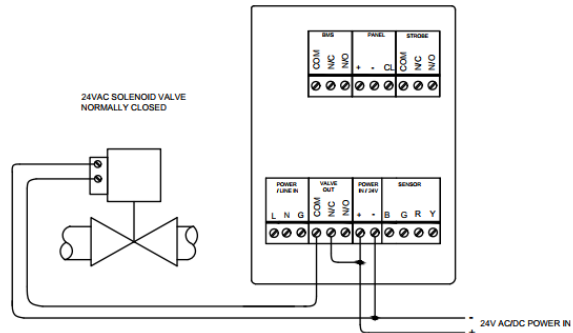 BMS PANEL STROBE
COM N/C N/O + - CL COM N/C N/O
24VAC SOLENOID VALVE
NORMALLY CLOSED
POWER / LINE IN VALVE OUT POWER IN / 24V SENSOR
L N G COM N/C N/O + - B G R Y
-
24V AC/DC POWER IN
+